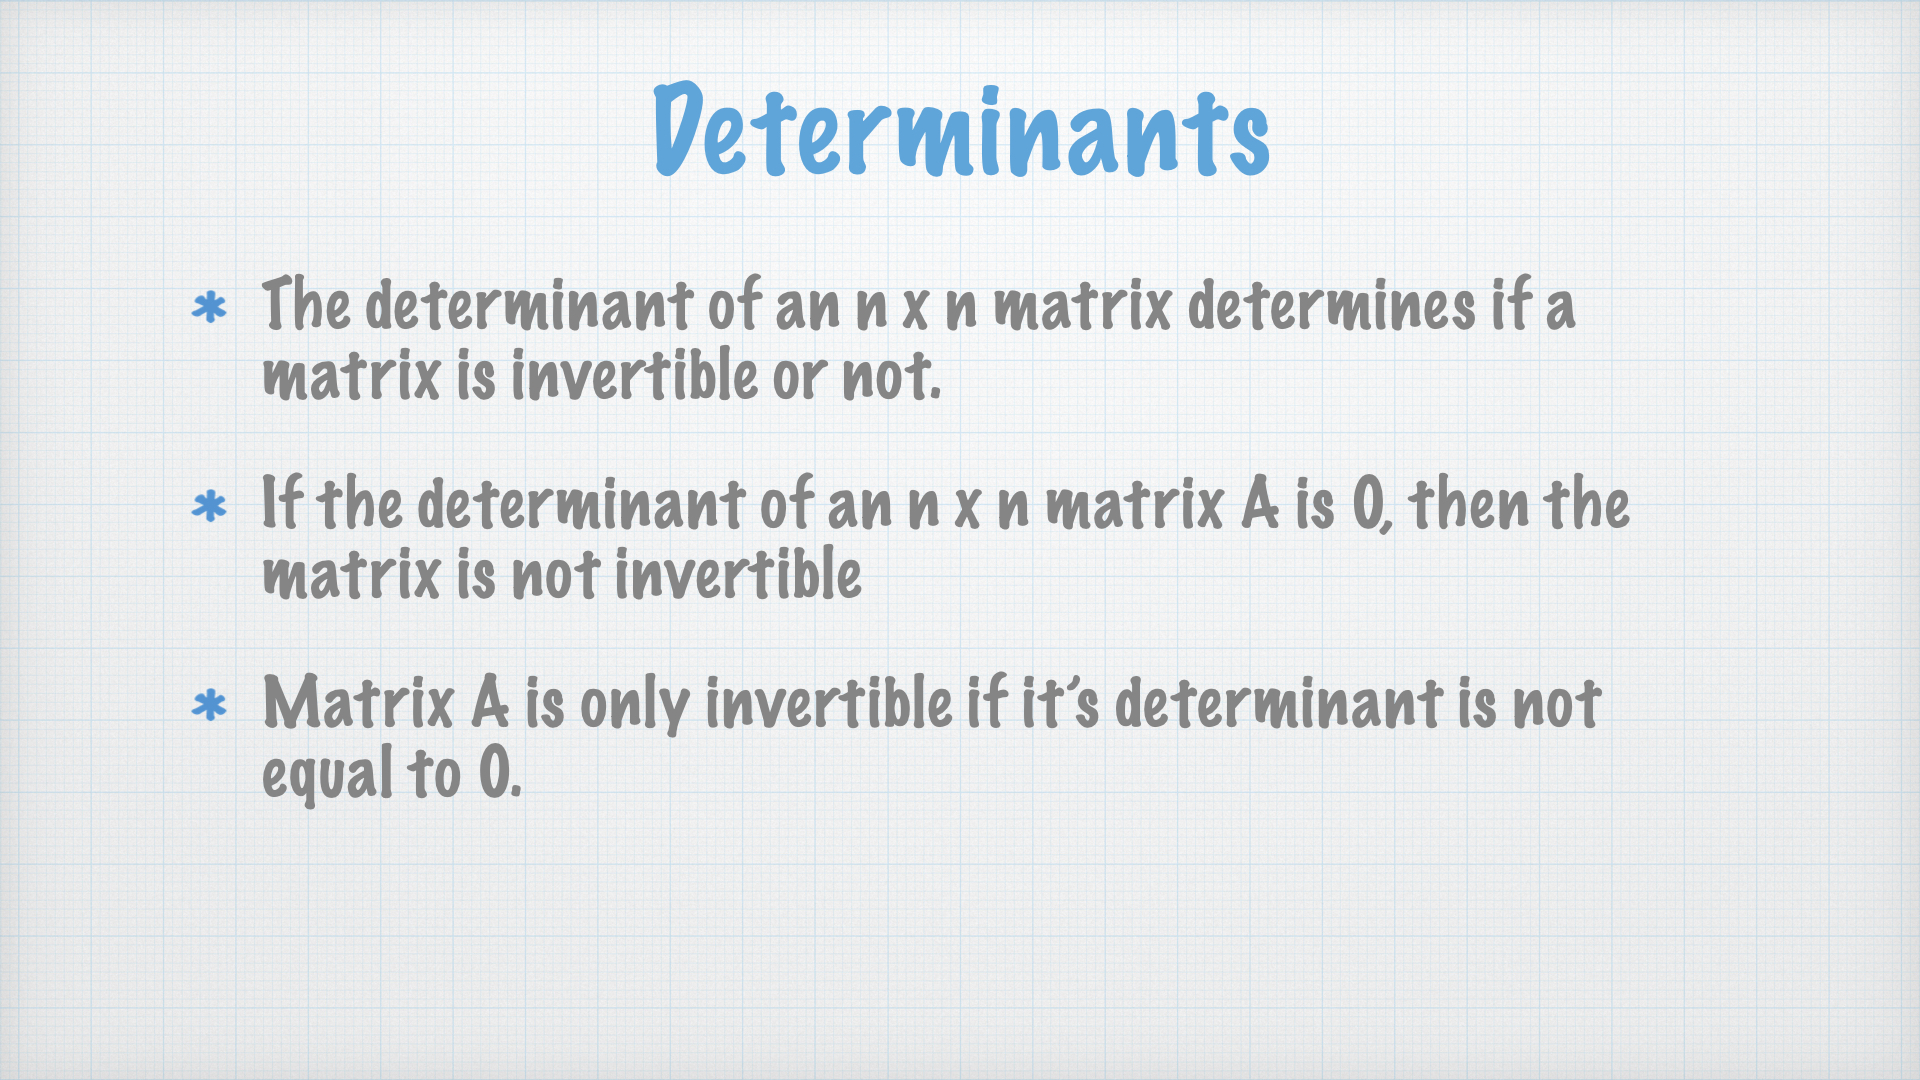 Determinants
* The determinant of an n x n matrix determines if a
matrix is invertible or not.
* If the determinant of an n x n matrix A is 0, then the
matrix is not invertible
* Matrix A is only invertible if it’s determinant is not
equal to 0.